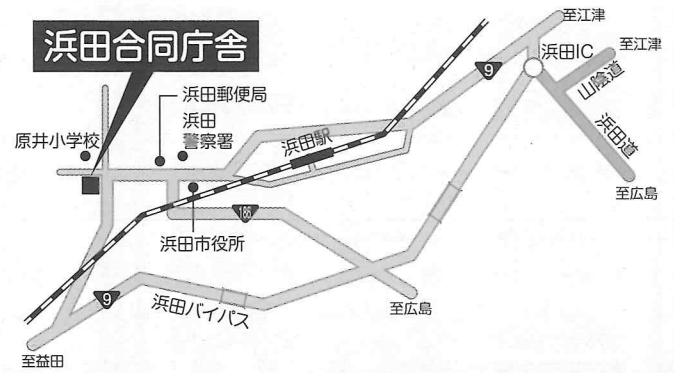 浜田合同庁舎
至江津
浜田IC
至江津
山陰道
浜田道
至広島
9
浜田郵便局
浜田
警察署
原井小学校
浜田駅
186
浜田市役所
9
浜田バイパス
至広島
至益田